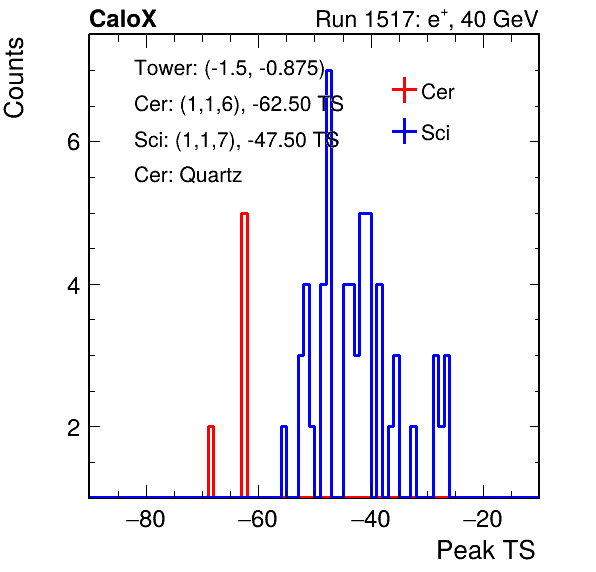 CaloX Run 1517: e⁺, 40 GeV
Counts
Tower: (-1.5, -0.875)
Cer: (1,1,6), -62.50 TS
Sci: (1,1,7), -47.50 TS
Cer: Quartz
Cer
Sci
6
4
2
−80 −60 −40 −20
Peak TS